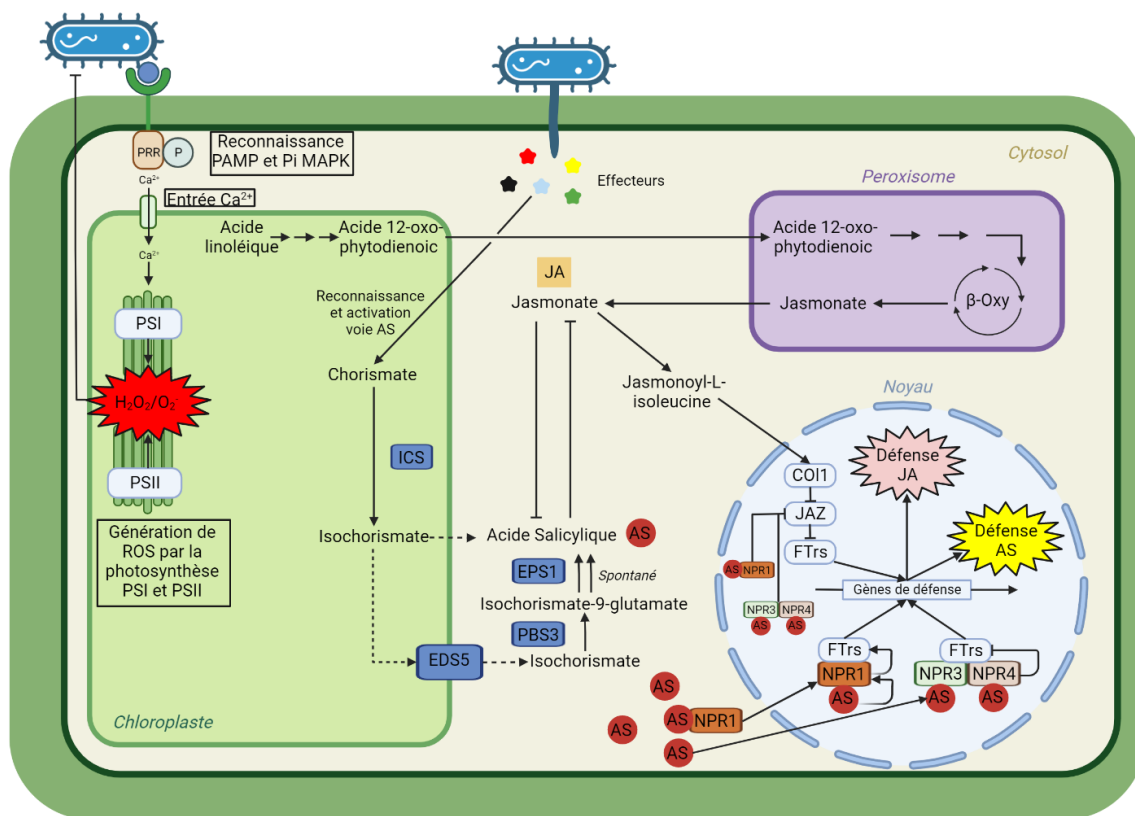 PRR
P
Reconnaissance
PAMP et Pi MAPK
Ca²⁺
Entrée Ca²⁺
Ca²⁺
Effecteurs
Cytosol
Peroxisome
Acide
linoléique
Acide 12-oxo-
phytodienoic
Acide 12-oxo-
phytodienoic
JA
Jasmonate
Jasmonate
β-Oxy
PSI
H₂O₂/O₂⁻
PSII
Génération de
ROS par la
photosynthèse
PSI et PSII
Reconnaissance
et activation
voie AS
Chorismate
ICS
Isochorismate
Jasmonoyl-L-
isoleucine
Acide Salicylique
AS
EPS1
Spontané
Isochorismate-9-glutamate
PBS3
EDS5
Isochorismate
Chloroplaste
Noyau
COI1
JAZ
FTrs
Défense
JA
Défense
AS
AS
NPR1
NPR3
NPR4
AS
AS
Gènes de défense
FTrs
NPR1
AS
FTrs
NPR3
NPR4
AS
AS
AS
AS
NPR1
AS
AS